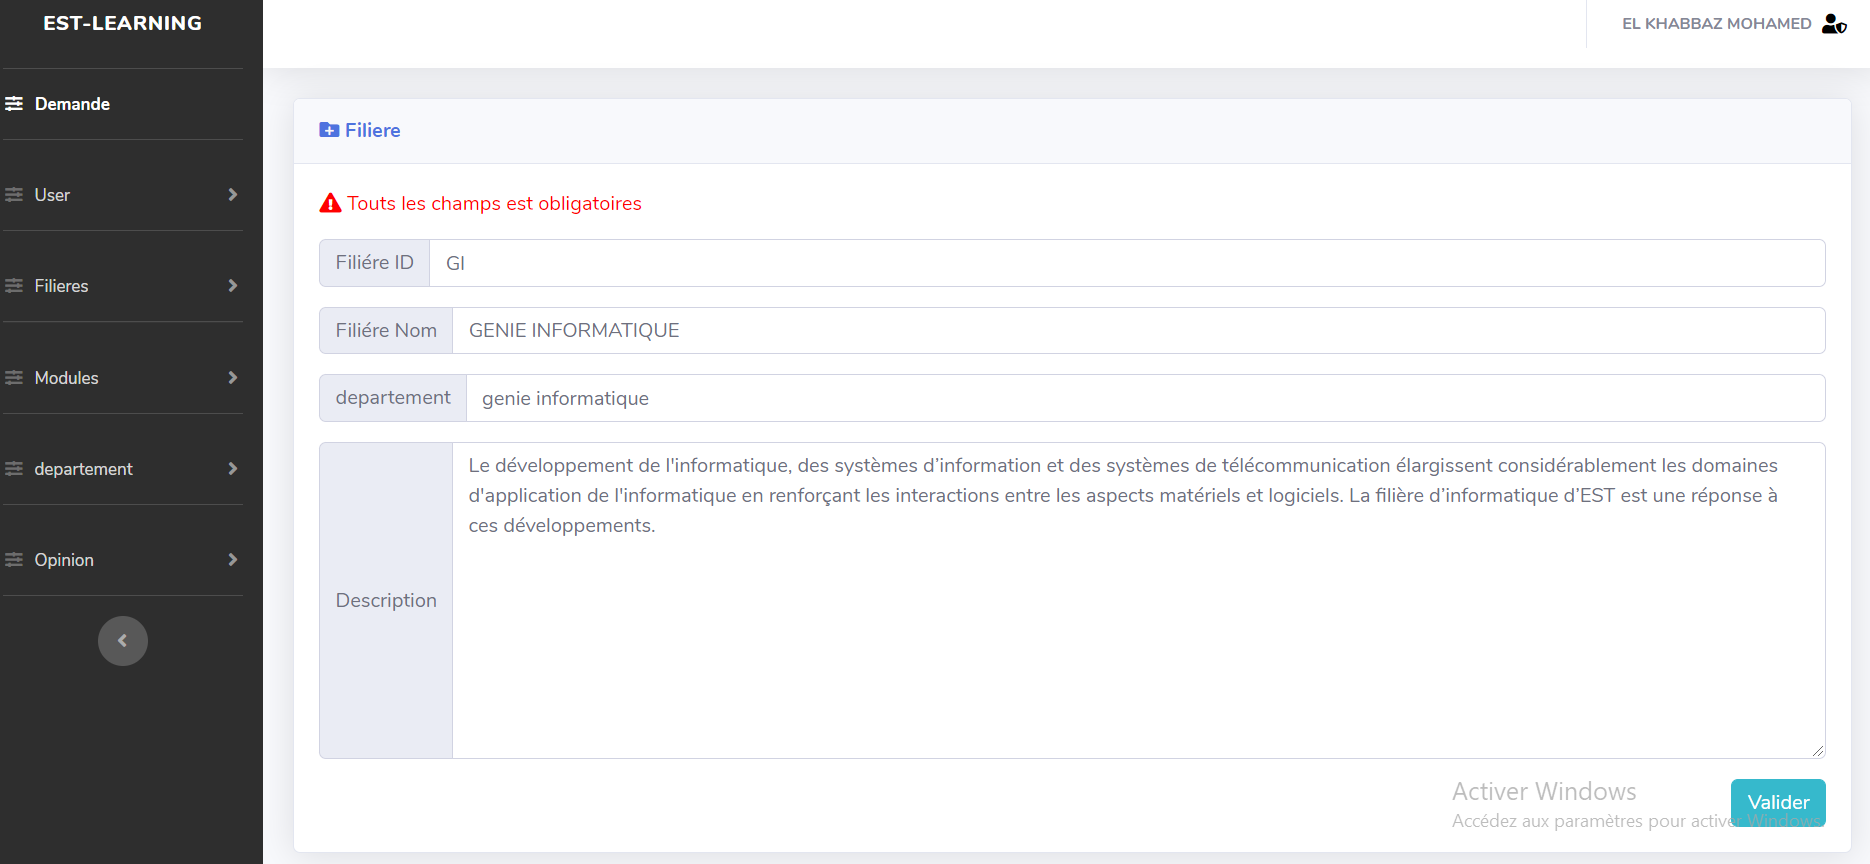 EST-LEARNING
EL KHABBAZ MOHAMED
Demande
User
Filieres
Modules
departement
Opinion
Filiere
Touts les champs est obligatoires
Filiére ID
GI
Filiére Nom
GENIE INFORMATIQUE
departement
genie informatique
Description
Le développement de l'informatique, des systèmes d’information et des systèmes de télécommunication élargissent considérablement les domaines
d'application de l'informatique en renforçant les interactions entre les aspects matériels et logiciels. La filière d’informatique d’EST est une réponse à
ces développements.
Valider
Activer Windows
Accédez aux paramètres pour activer Windows.